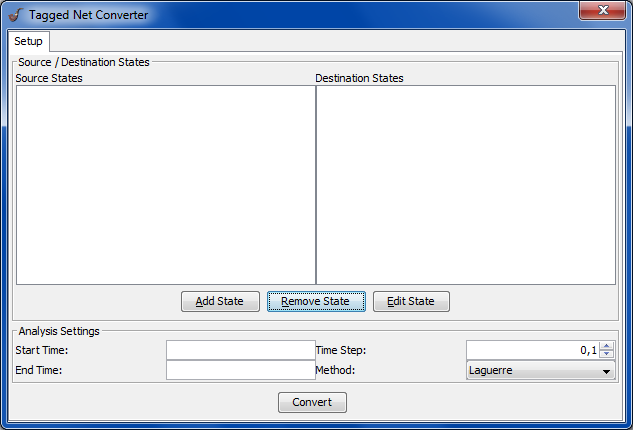 Tagged Net Converter
Setup
Source / Destination States
Source States Destination States
Add State Remove State Edit State
Analysis Settings
Start Time: Time Step: 0,1
End Time: Method: Laguerre
Convert